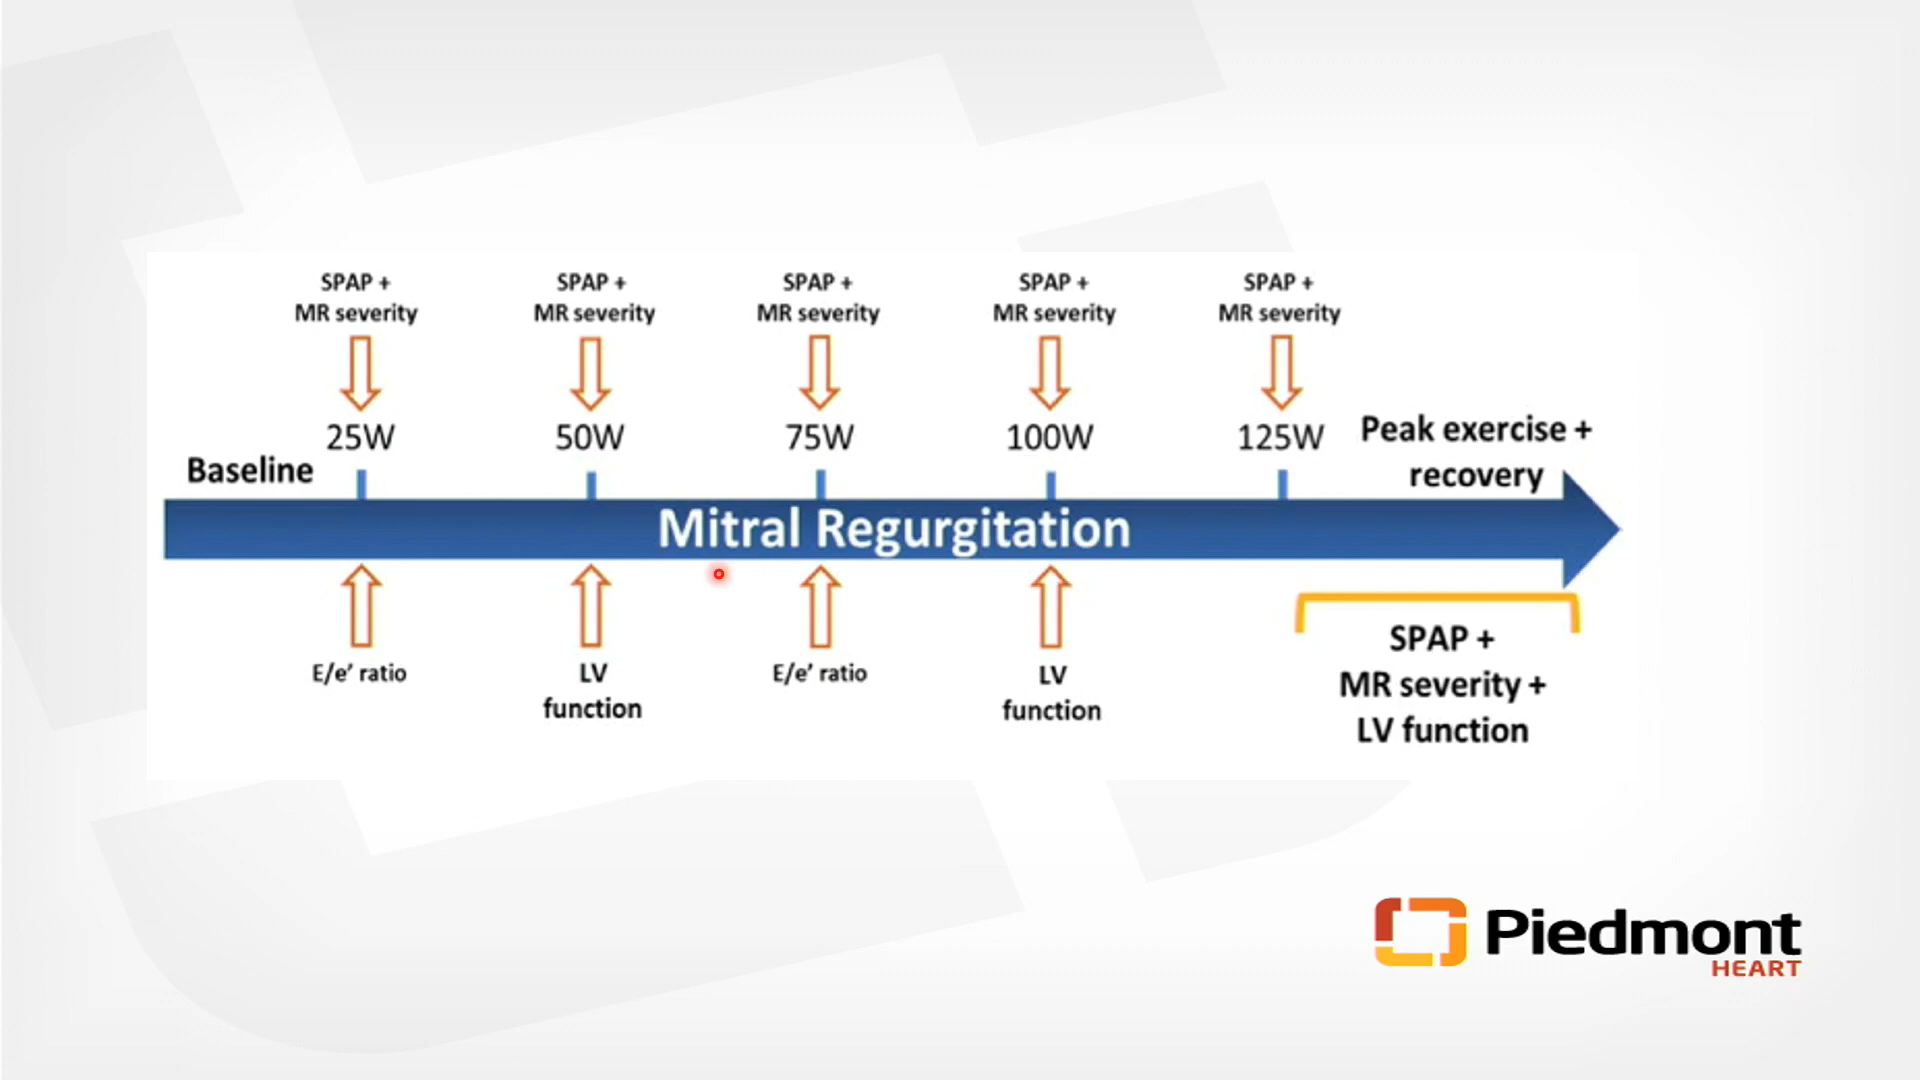 SPAP +
MR severity
SPAP +
MR severity
SPAP +
MR severity
SPAP +
MR severity
SPAP +
MR severity
25W
50W
75W
100W
125W
Baseline
Peak exercise +
recovery
Mitral Regurgitation
E/e’ ratio
LV
function
E/e’ ratio
LV
function
SPAP +
MR severity +
LV function
Piedmont
HEART